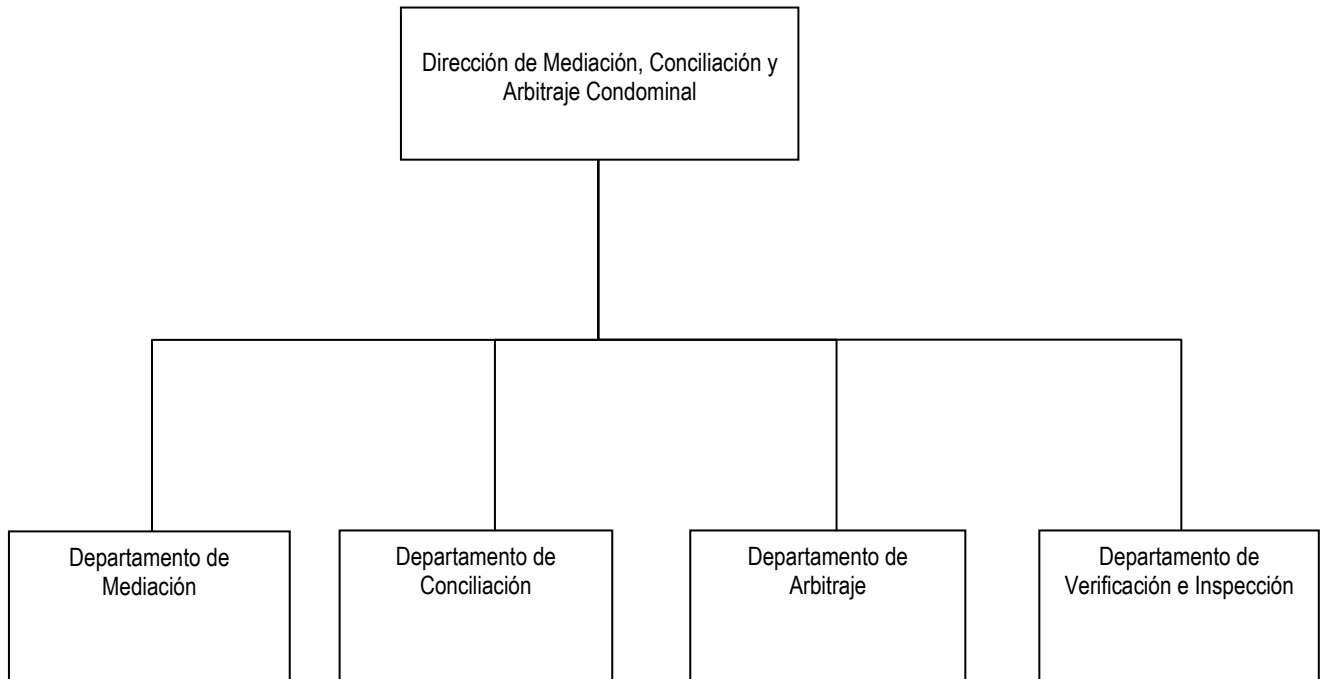 Dirección de Mediación, Conciliación y
Arbitraje Condominal
Departamento de
Mediación
Departamento de
Conciliación
Departamento de
Arbitraje
Departamento de
Verificación e Inspección